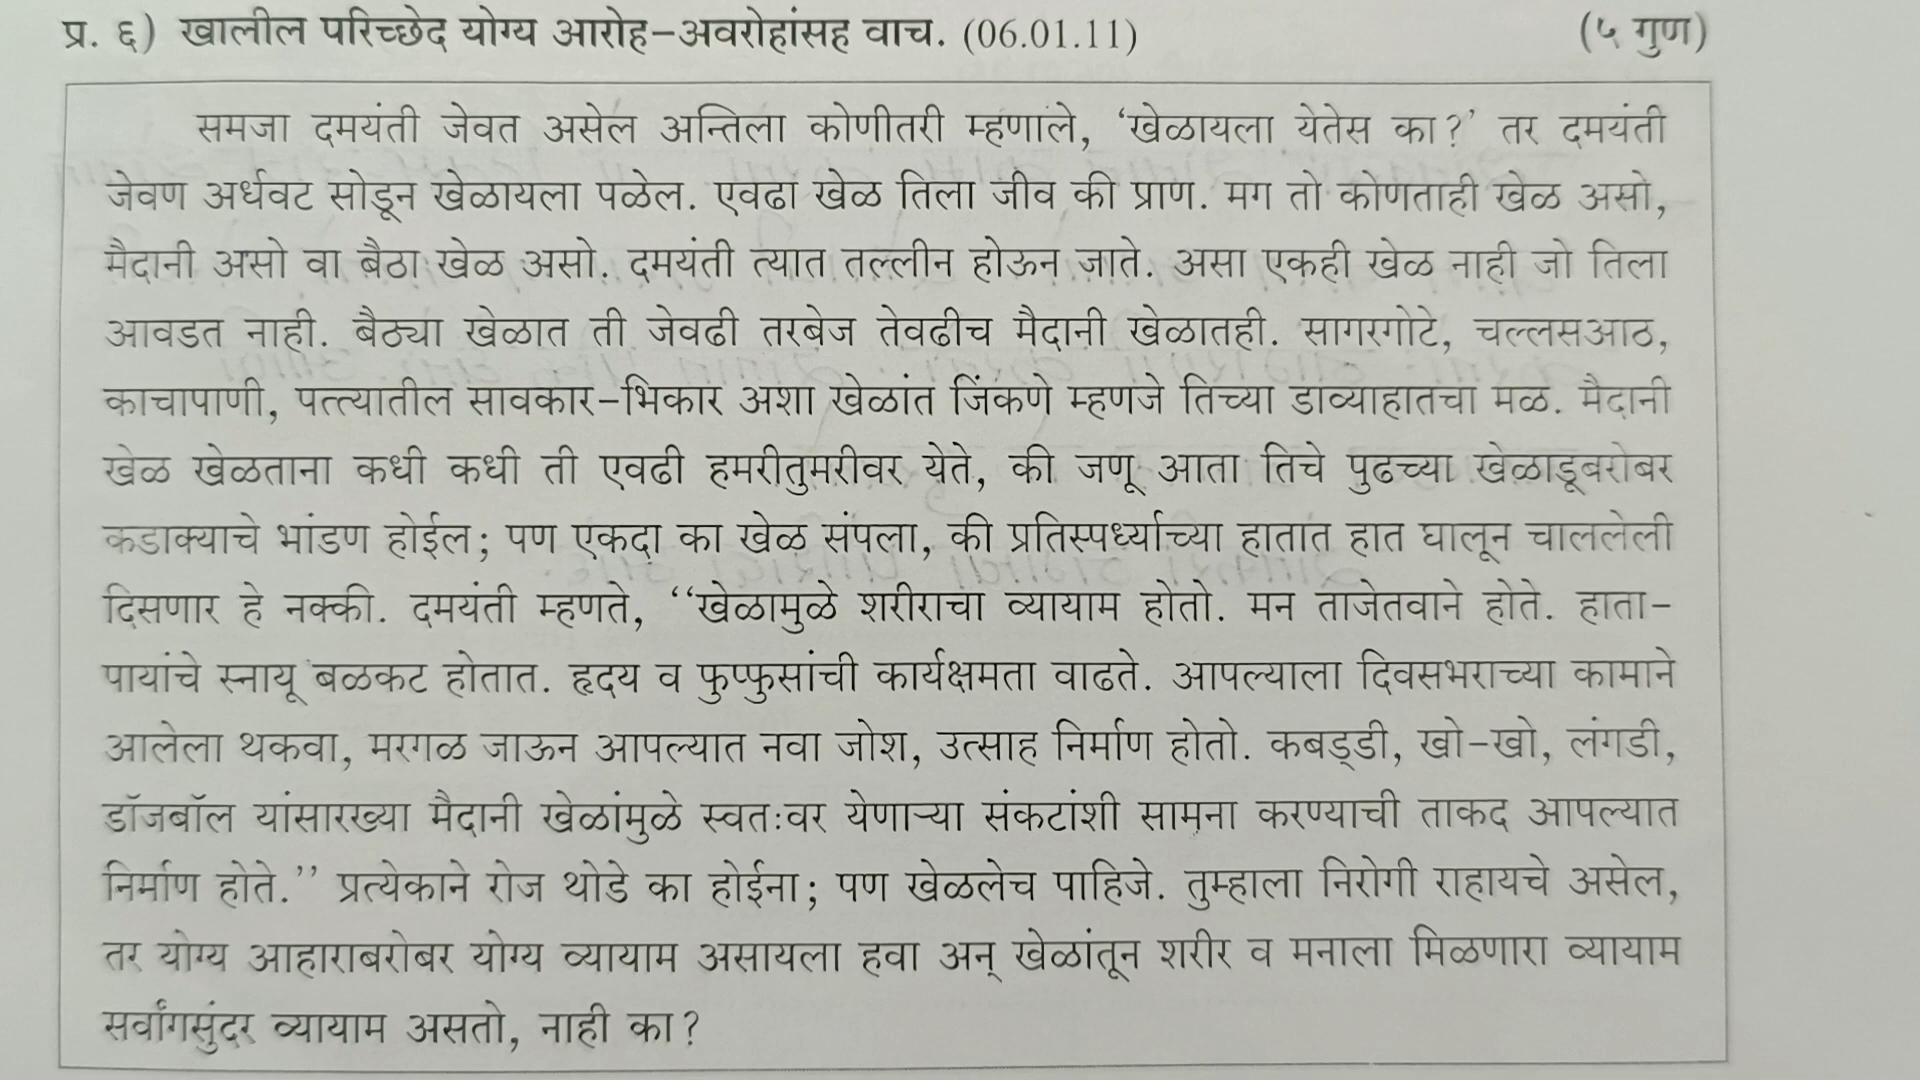 प्र. ६) खालील परिच्छेद योग्य आरोह-अवरोहांसह वाच. (06.01.11) (५ गुण)
समजा दमयंती जेवत असेल अन्तिला कोणीतरी म्हणाले, ‘खेळायला येतेस का?’ तर दमयंती
जेवण अर्धवट सोडून खेळायला पळेल. एवढा खेळ तिला जीव की प्राण. मग तो कोणताही खेळ असो,
मैदानी असो वा बैठा खेळ असो. दमयंती त्यात तल्लीन होऊन जाते. असा एकही खेळ नाही जो तिला
आवडत नाही. बैठ्या खेळात ती जेवढी तरबेज तेवढीच मैदानी खेळातही. सागरगोटे, चल्लसआठ,
काचापाणी, पत्त्यातील सावकार-भिकार अशा खेळांत जिंकणे म्हणजे तिच्या डाव्याहातचा मळ. मैदानी
खेळ खेळताना कधी कधी ती एवढी हमरीतुमरीवर येते, की जणू आता तिचे पुढच्या खेळाडूबरोबर
कडाक्याचे भांडण होईल; पण एकदा का खेळ संपला, की प्रतिस्पर्ध्याच्या हातात हात घालून चाललेली
दिसणार हे नक्की. दमयंती म्हणते, ‘‘खेळामुळे शरीराचा व्यायाम होतो. मन ताजेतवाने होते. हाता-
पायांचे स्नायू बळकट होतात. हृदय व फुप्फुसांची कार्यक्षमता वाढते. आपल्याला दिवसभराच्या कामाने
आलेला थकवा, मरगळ जाऊन आपल्यात नवा जोश, उत्साह निर्माण होतो. कबड्डी, खो-खो, लंगडी,
डॉजबॉल यांसारख्या मैदानी खेळांमुळे स्वतःवर येणाऱ्या संकटांशी सामना करण्याची ताकद आपल्यात
निर्माण होते.’’ प्रत्येकाने रोज थोडे का होईना; पण खेळलेच पाहिजे. तुम्हाला निरोगी राहायचे असेल,
तर योग्य आहाराबरोबर योग्य व्यायाम असायला हवा अन् खेळांतून शरीर व मनाला मिळणारा व्यायाम
सर्वांगसुंदर व्यायाम असतो, नाही का?